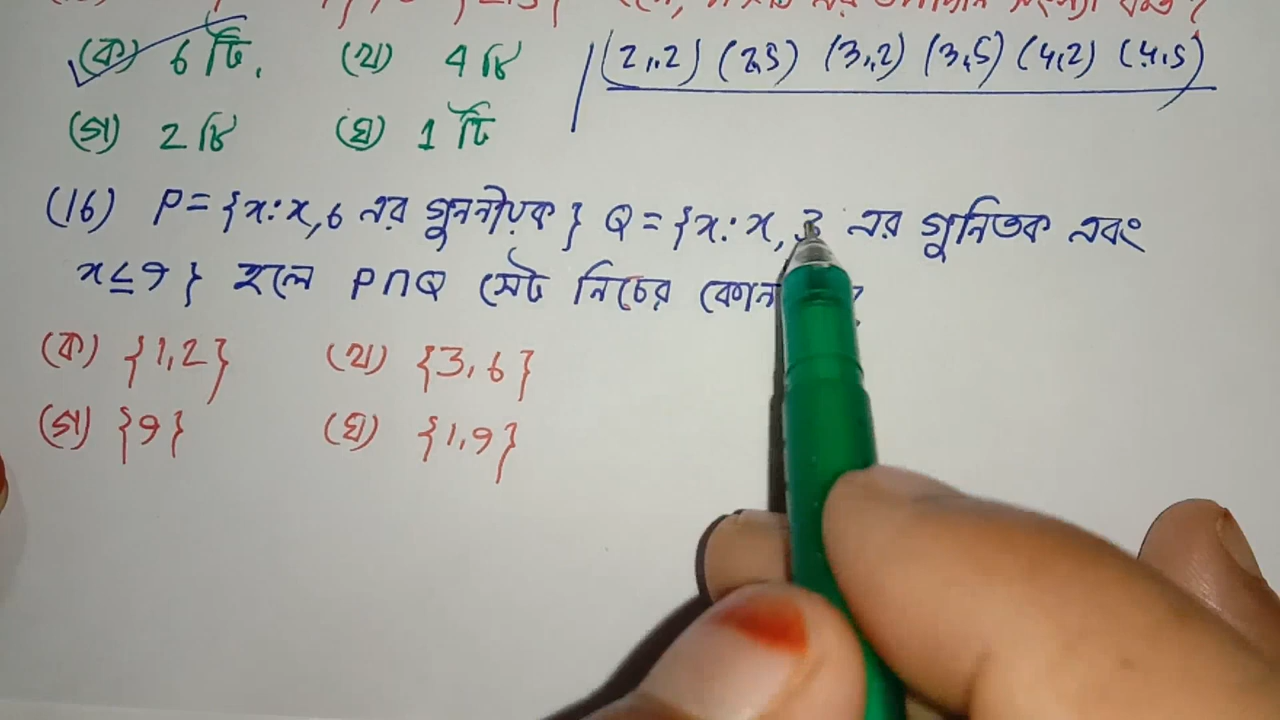 (ক) 6 টি. (খ) 4 টি (2,2) (2,5) (3,2) (3,5) (4,2) (4,5)
(গ) 2 টি (ঘ) 1 টি
(16) P = {x : x, 6 এর গুননীয়ক } Q = {x : x, 3 এর গুনিতক এবং
x ≤ 9 } হলে P∩Q সেট নিচের
(ক) {1,2} (খ) {3,6}
(গ) {9} (ঘ) {1,9}